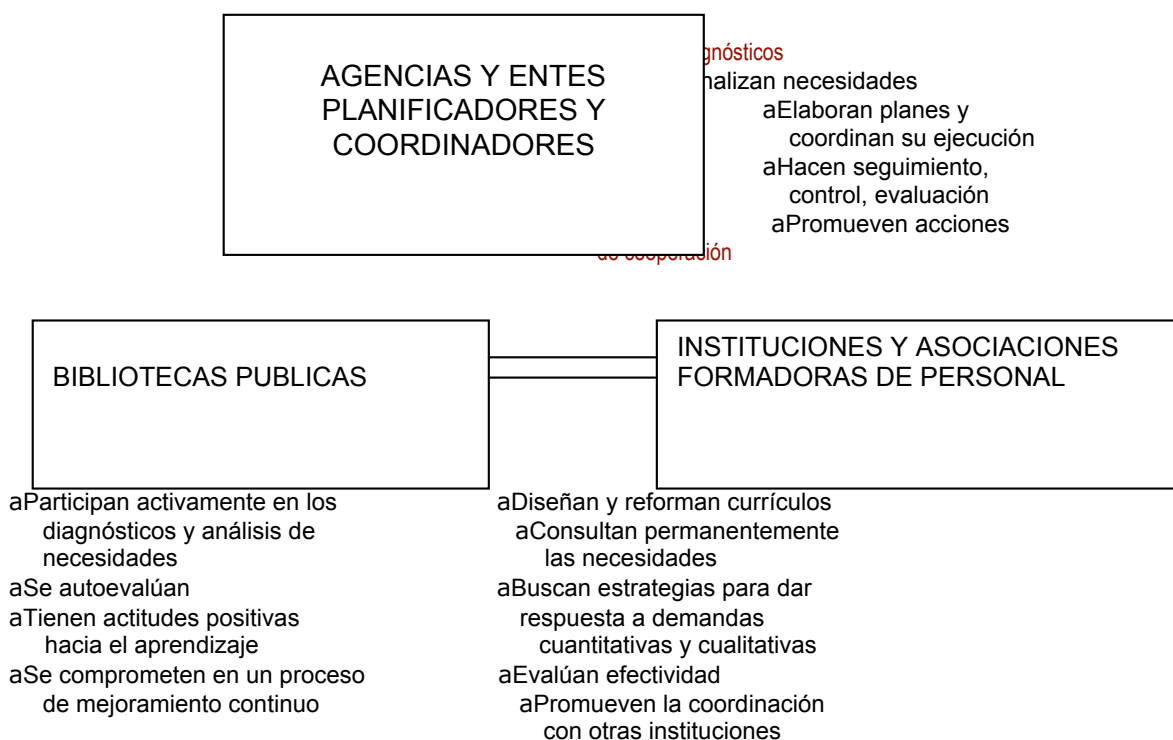 AGENCIAS Y ENTES
PLANIFICADORES Y
COORDINADORES
necesidades
aElaboran planes y
coordinan su ejecución
aHacen seguimiento,
control, evaluación
aPromueven acciones
BIBLIOTECAS PUBLICAS
INSTITUCIONES Y ASOCIACIONES
FORMADORAS DE PERSONAL
aParticipan activamente en los
diagnósticos y análisis de
necesidades
aSe autoevalúan
aTienen actitudes positivas
hacia el aprendizaje
aSe comprometen en un proceso
de mejoramiento continuo
aDiseñan y reforman currículos
aConsultan permanentemente
las necesidades
aBuscan estrategias para dar
respuesta a demandas
cuantitativas y cualitativas
aEvalúan efectividad
aPromueven la coordinación
con otras instituciones